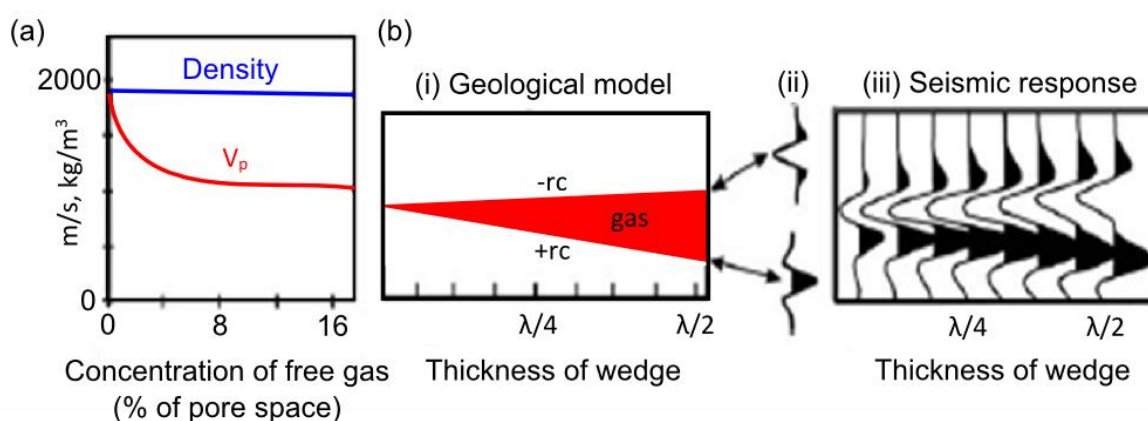 (a)
(b)
Density
2000
V_p
m/s, kg/m³
0
0 8 16
Concentration of free gas
(% of pore space)
(i) Geological model
-rc
gas
+rc
λ/4 λ/2
Thickness of wedge
(ii)
(iii) Seismic response
λ/4 λ/2
Thickness of wedge